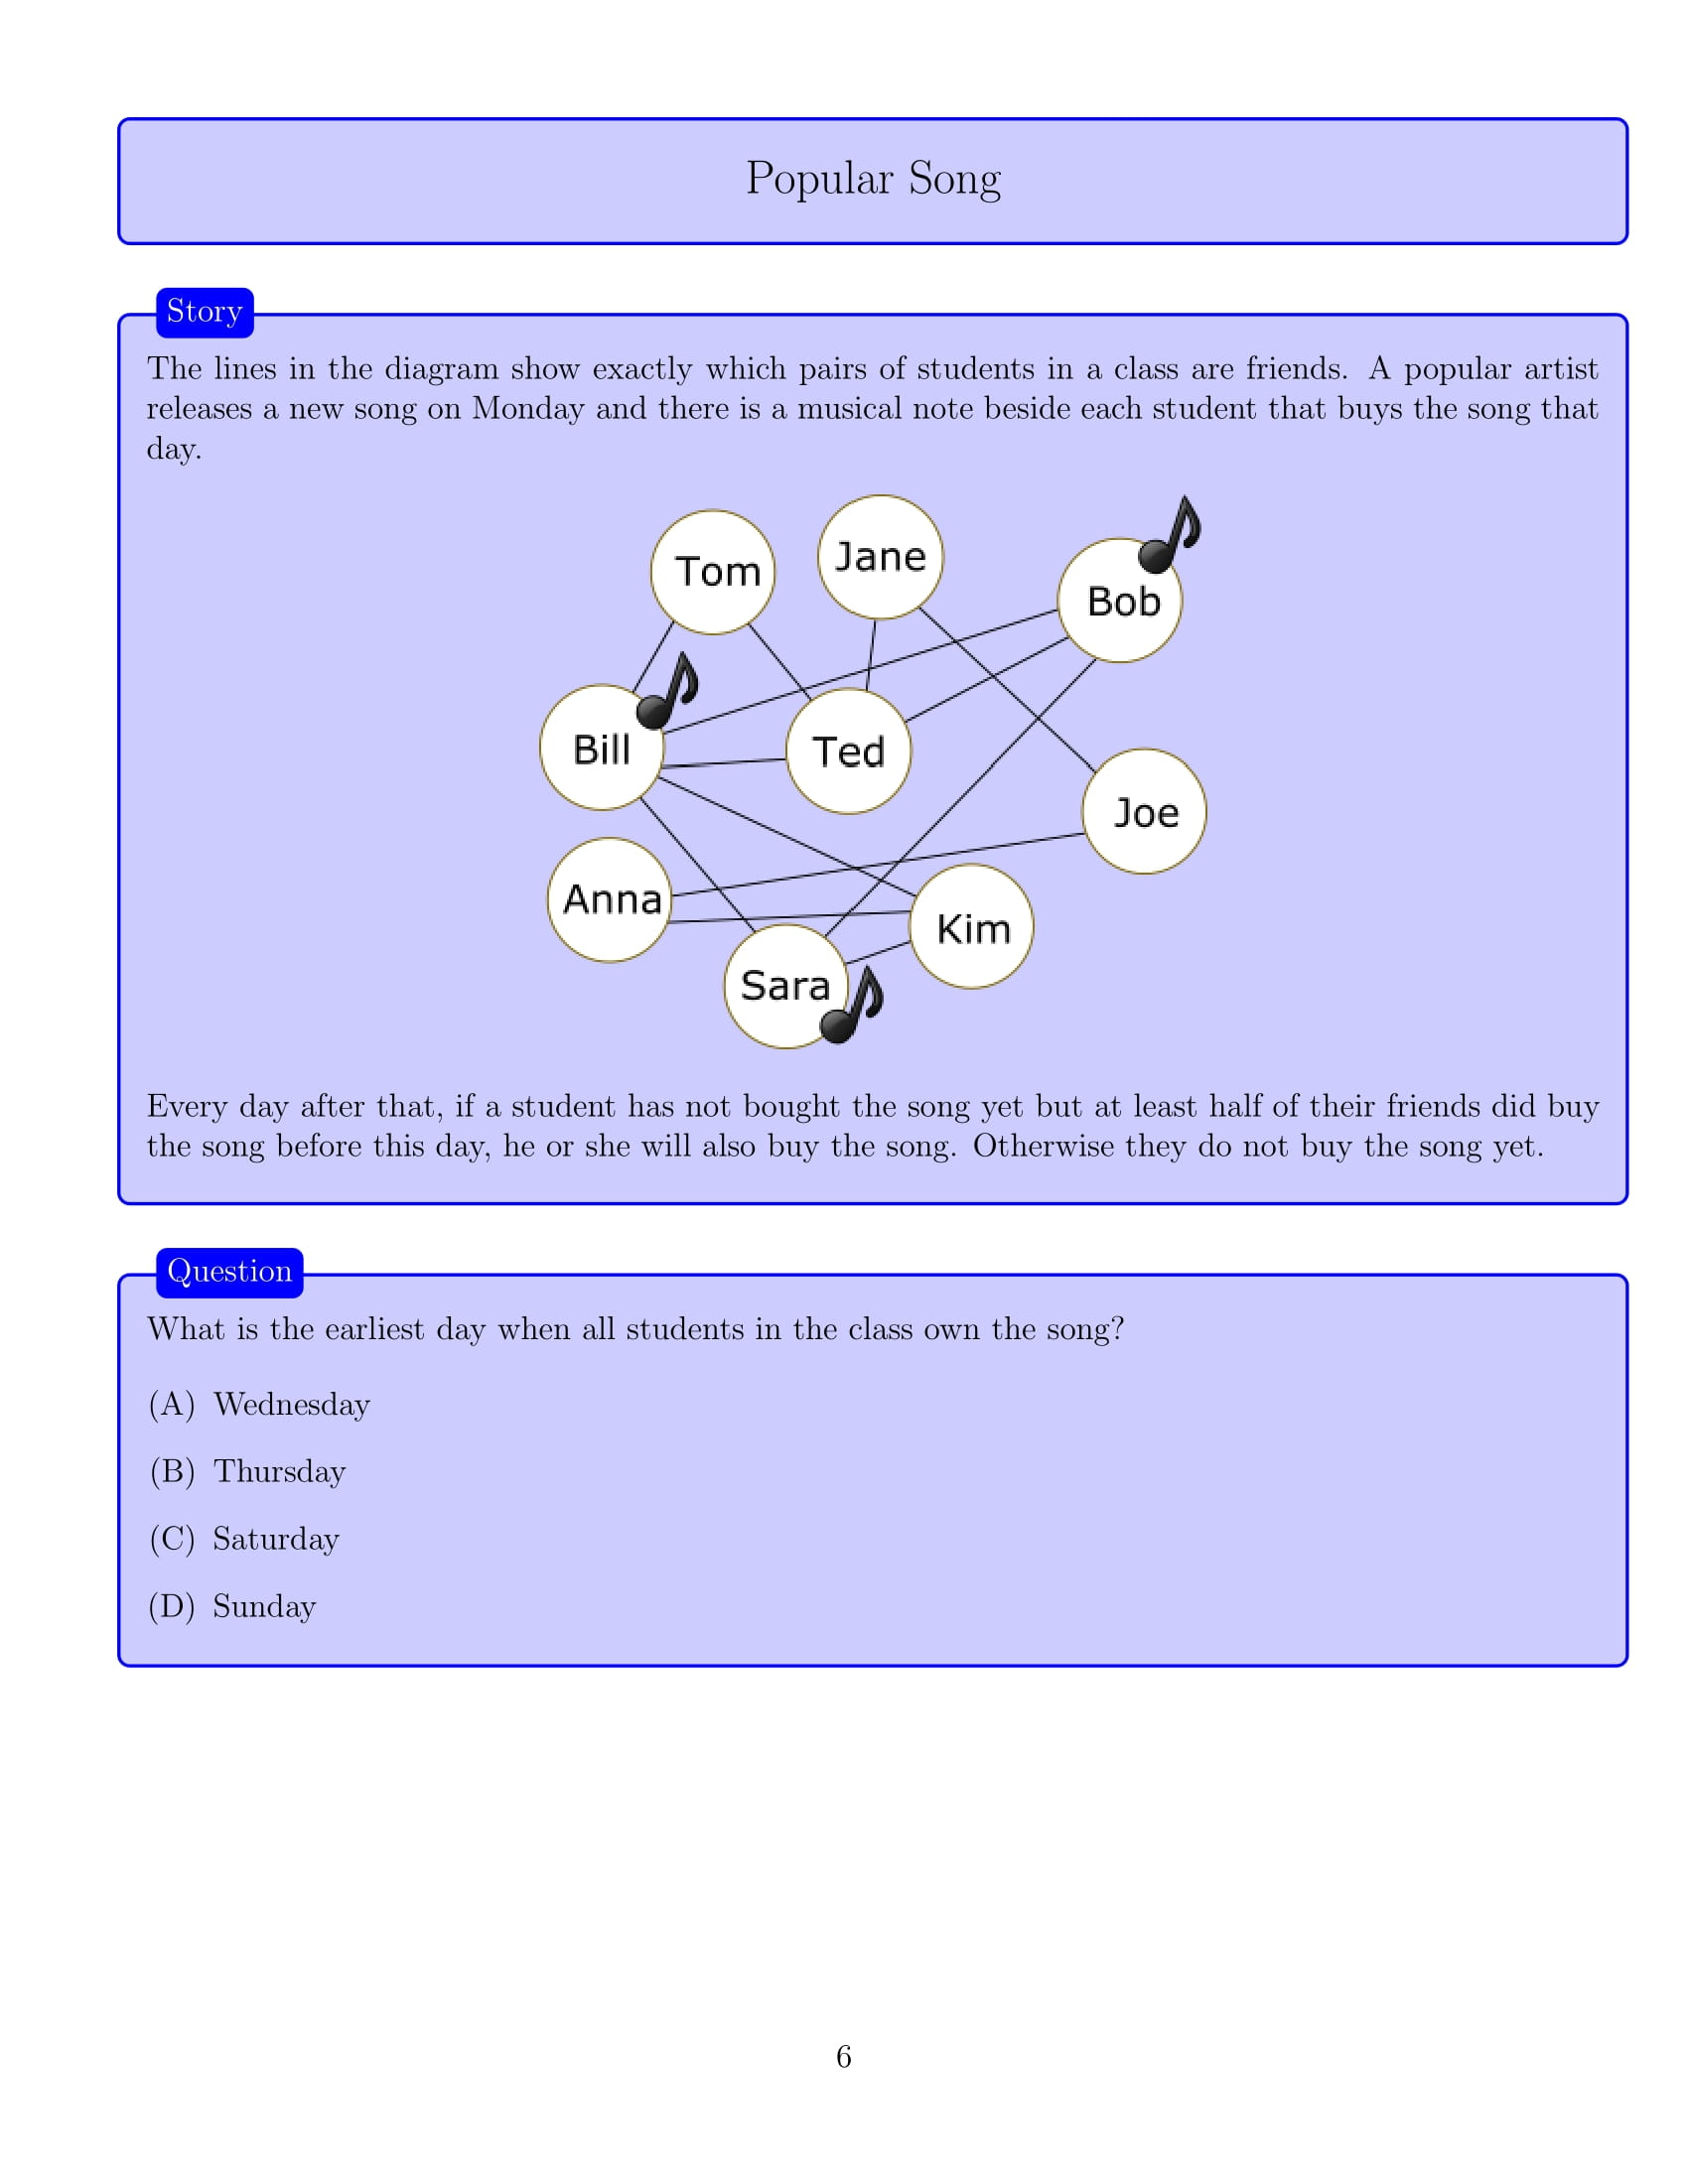 Popular Song
Story
The lines in the diagram show exactly which pairs of students in a class are friends. A popular artist
releases a new song on Monday and there is a musical note beside each student that buys the song that
day.
Tom
Jane
Bob
Bill
Ted
Joe
Anna
Kim
Sara
Every day after that, if a student has not bought the song yet but at least half of their friends did buy
the song before this day, he or she will also buy the song. Otherwise they do not buy the song yet.
Question
What is the earliest day when all students in the class own the song?
(A) Wednesday
(B) Thursday
(C) Saturday
(D) Sunday
6